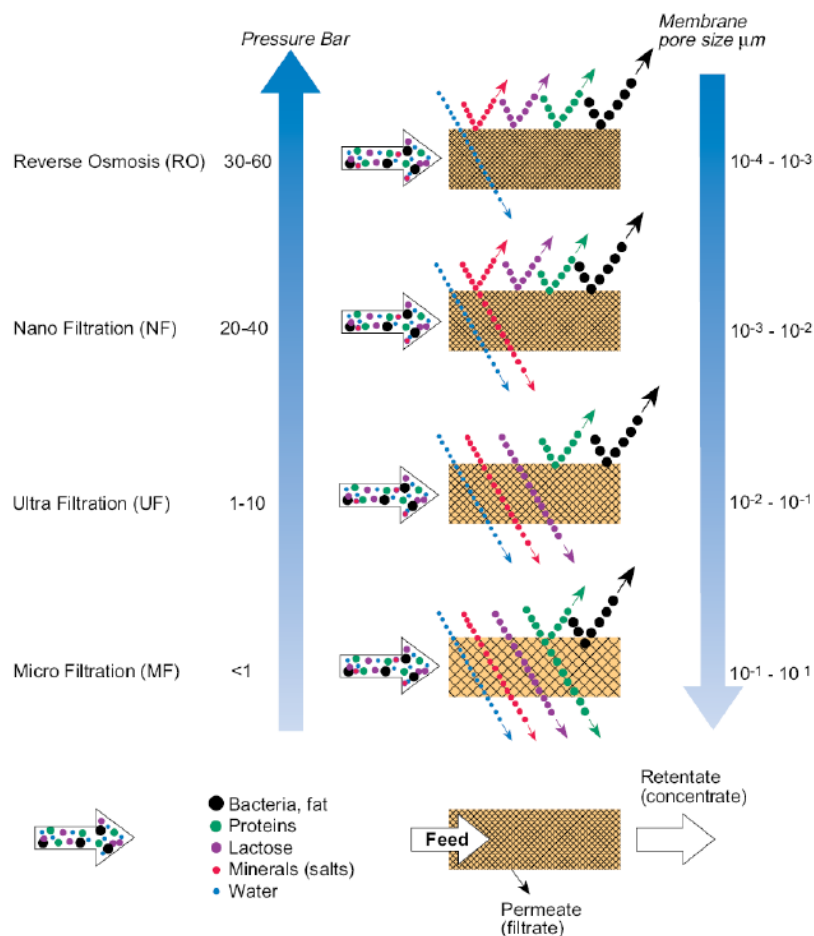 Pressure Bar
Membrane
pore size μm
Reverse Osmosis (RO) 30-60 10-4 - 10-3
Nano Filtration (NF) 20-40 10-3 - 10-2
Ultra Filtration (UF) 1-10 10-2 - 10-1
Micro Filtration (MF) <1 10-1 - 10 1
Bacteria, fat
Proteins
Lactose
Minerals (salts)
Water
Feed
Retentate
(concentrate)
Permeate
(filtrate)